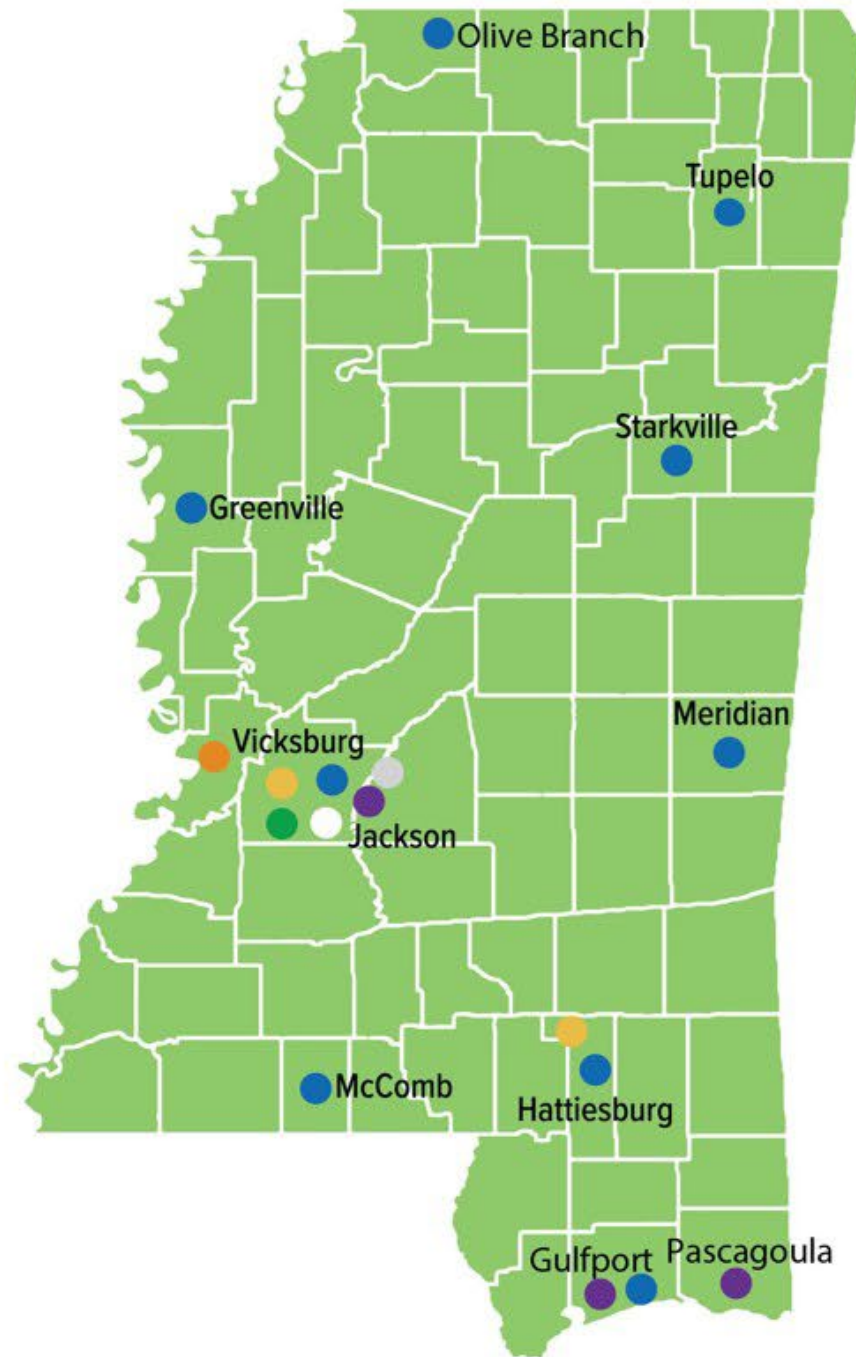 Olive Branch
Tupelo
Starkville
Greenville
Meridian
Vicksburg
Jackson
McComb
Hattiesburg
Pascagoula
Gulfport